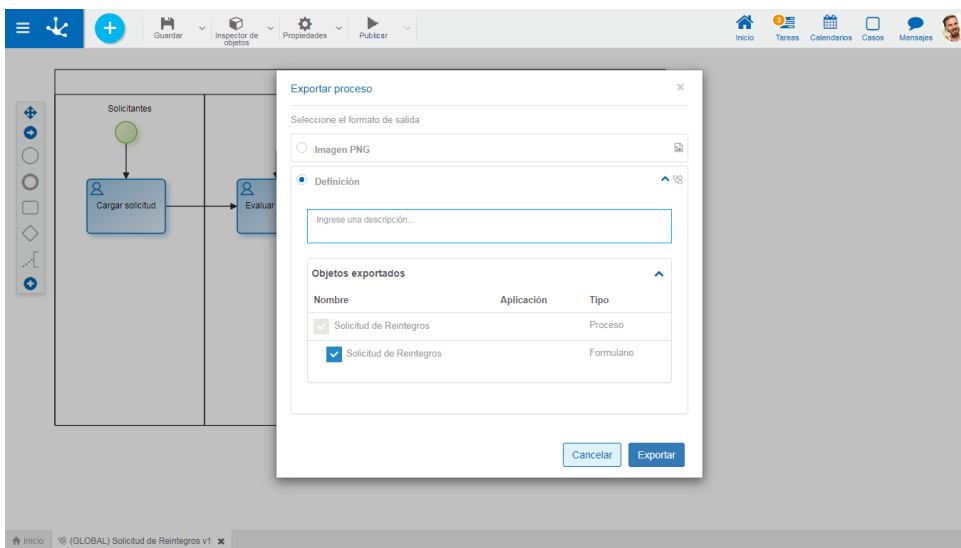 Guardar
Inspector de
objetos
Propiedades
Publicar
Inicio
3
Tareas
Calendarios
Casos
Mensajes
Exportar proceso
Seleccione el formato de salida
Imagen PNG
Definición
Ingrese una descripción...
Objetos exportados
Nombre Aplicación Tipo
Solicitud de Reintegros Proceso
Solicitud de Reintegros Formulario
Cancelar Exportar
Solicitantes
Cargar solicitud
Evaluar
Inicio
(GLOBAL) Solicitud de Reintegros v1